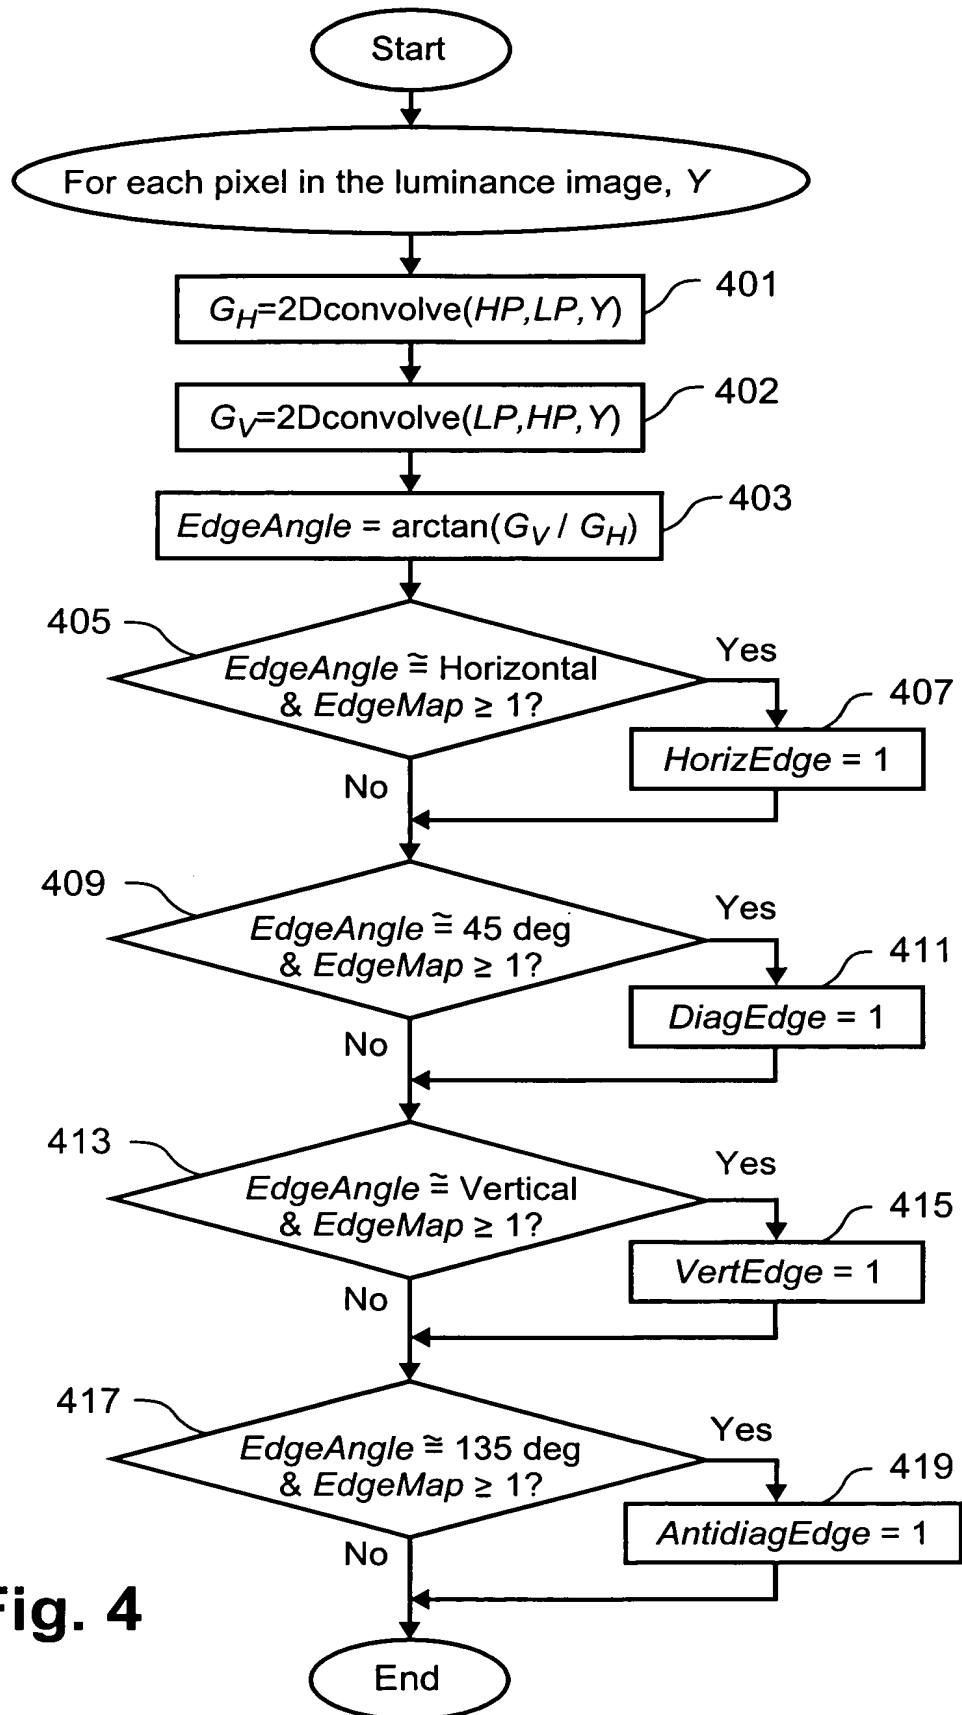 Start
For each pixel in the luminance image, Y
401
G_H=2Dconvolve(HP,LP,Y)
402
G_V=2Dconvolve(LP,HP,Y)
403
EdgeAngle = arctan(G_V / G_H)
405
EdgeAngle ≅ Horizontal
& EdgeMap ≥ 1?
Yes
407
HorizEdge = 1
No
409
EdgeAngle ≅ 45 deg
& EdgeMap ≥ 1?
Yes
411
DiagEdge = 1
No
413
EdgeAngle ≅ Vertical
& EdgeMap ≥ 1?
Yes
415
VertEdge = 1
No
417
EdgeAngle ≅ 135 deg
& EdgeMap ≥ 1?
Yes
419
AntidiagEdge = 1
No
Fig. 4
End